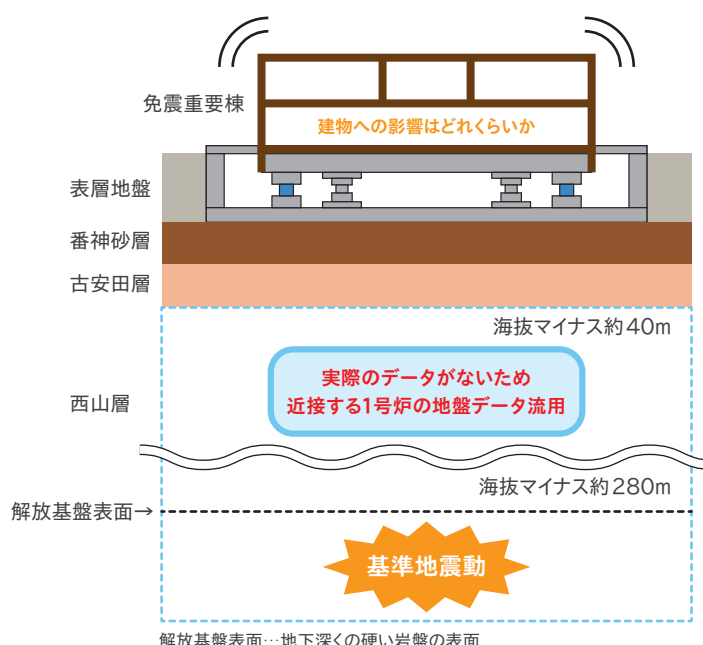 免震重要棟
建物への影響はどれくらいか
表層地盤
番神砂層
古安田層
海抜マイナス約40m
実際のデータがないため
近接する1号炉の地盤データ流用
西山層
海抜マイナス約280m
解放基盤表面→
基準地震動
解放基盤表面…地下深くの硬い岩盤の表面